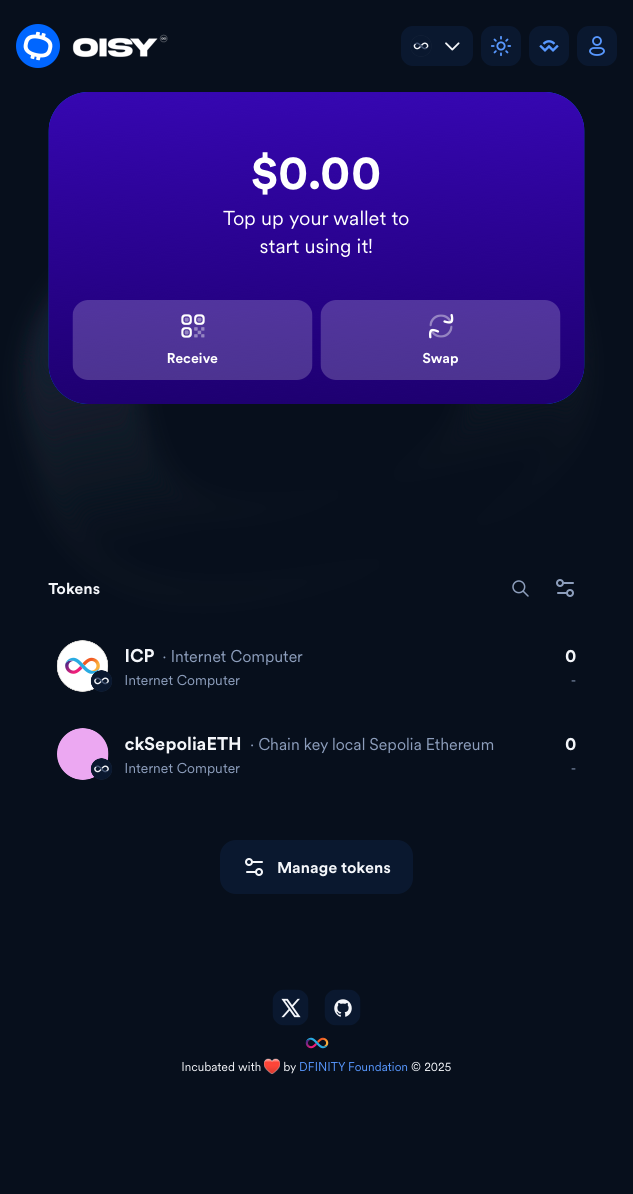 OISY
$0.00
Top up your wallet to
start using it!
Receive
Swap
Tokens
ICP · Internet Computer
0
Internet Computer
-
ckSepoliaETH · Chain key local Sepolia Ethereum
0
Internet Computer
-
Manage tokens
Incubated with ❤️ by DFINITY Foundation © 2025